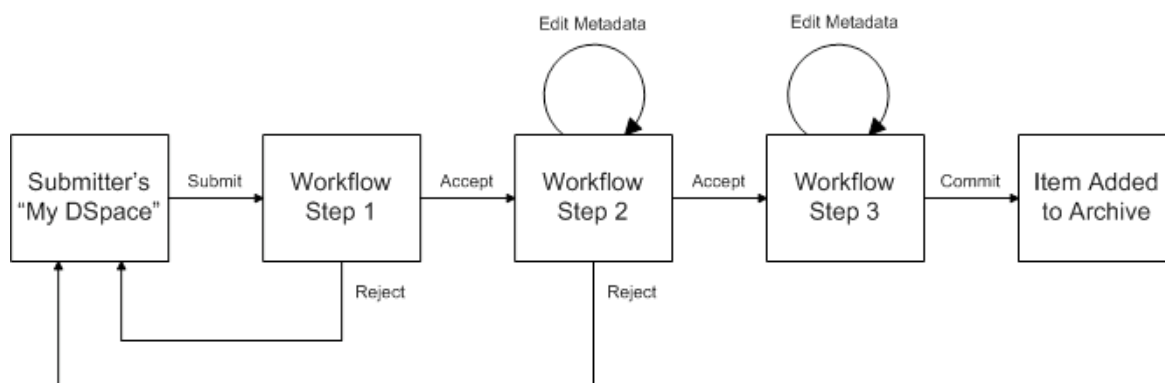 Edit Metadata
Edit Metadata
Submitter's
“My DSpace”
Submit
Workflow
Step 1
Accept
Workflow
Step 2
Accept
Workflow
Step 3
Commit
Item Added
to Archive
Reject
Reject